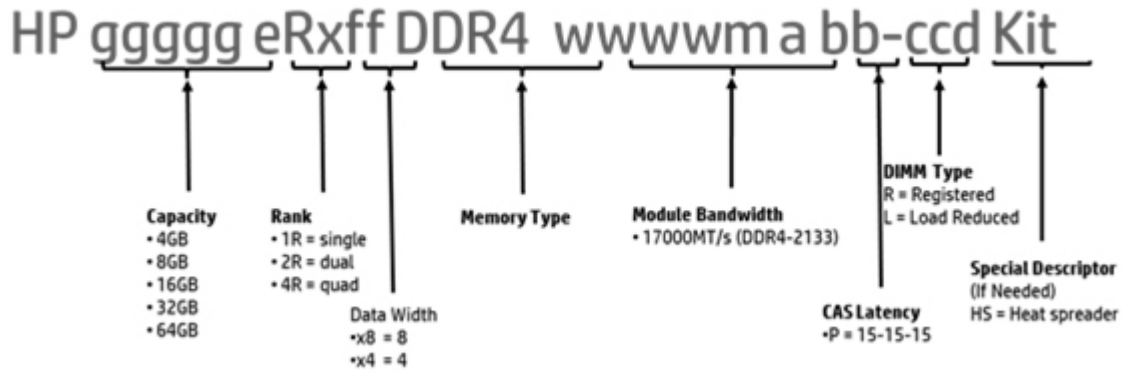 HP ggggg eRxff DDR4 wwwwm a bb-ccd Kit
Capacity
• 4GB
• 8GB
• 16GB
• 32GB
• 64GB
Rank
• 1R = single
• 2R = dual
• 4R = quad
Data Width
•x8 = 8
•x4 = 4
Memory Type
Module Bandwidth
• 17000MT/s (DDR4-2133)
CAS Latency
•P = 15-15-15
DIMM Type
R = Registered
L = Load Reduced
Special Descriptor
(If Needed)
HS = Heat spreader